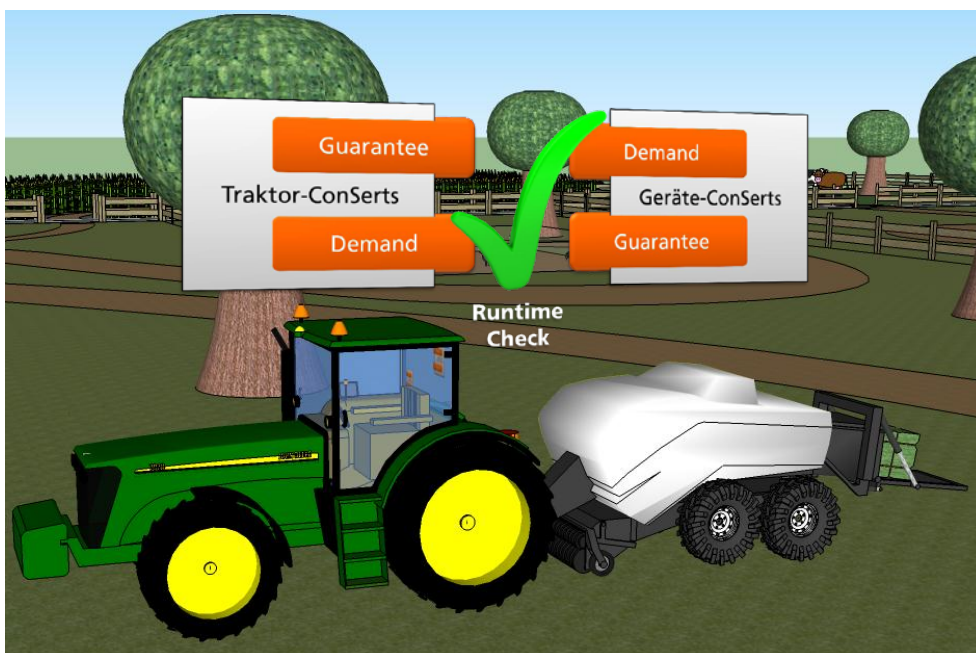 Guarantee
Traktor-ConSerts
Demand
Demand
Geräte-ConSerts
Guarantee
Runtime
Check